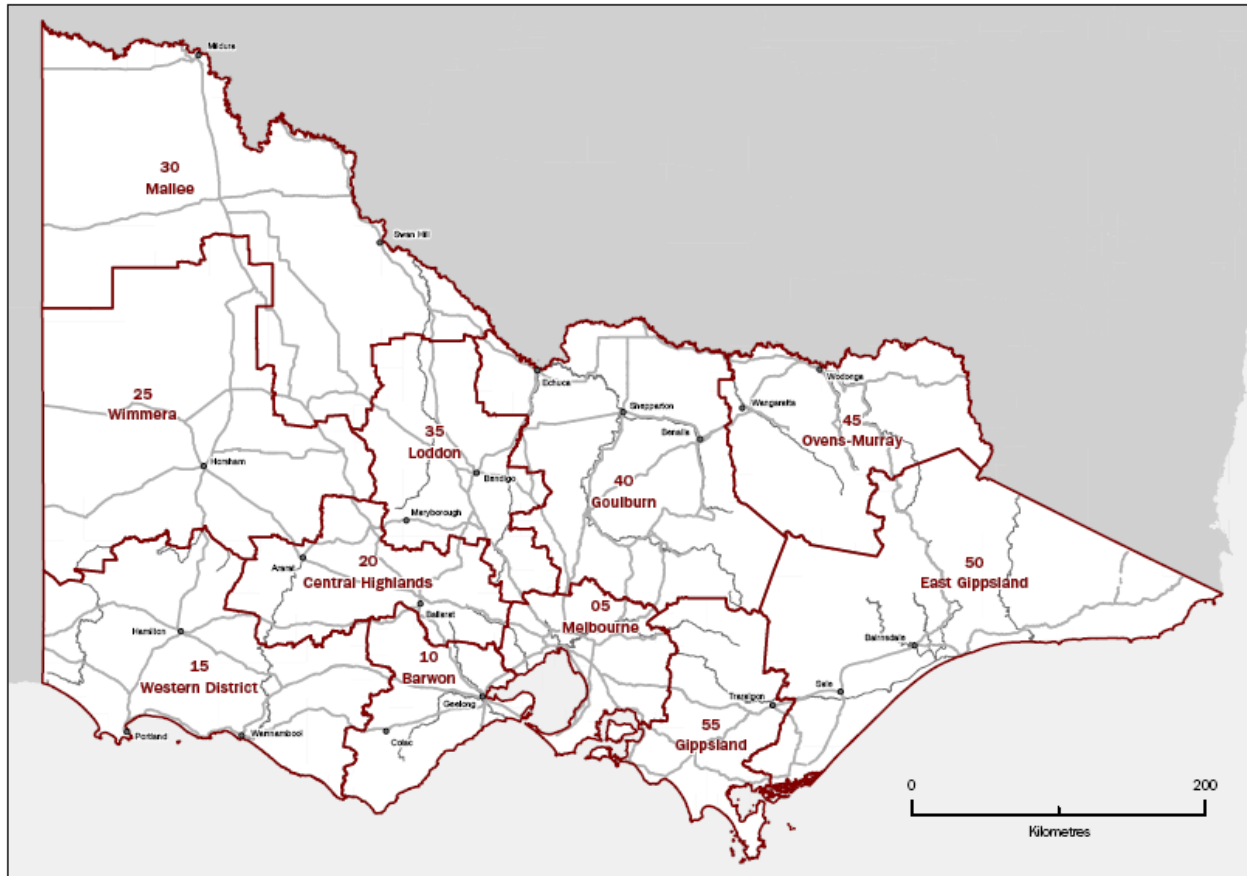 Mildura
30
Mallee
Swan Hill
Echuca
Wodonga
25
Wimmera
Shepparton
Wangaratta
45
Ovens-Murray
35
Loddon
Benalla
Horsham
Bendigo
40
Goulburn
Maryborough
Ararat
20
Central Highlands
50
East Gippsland
Ballarat
05
Melbourne
Hamilton
Bairnsdale
15
Western District
10
Barwon
Geelong
Sale
Traralgon
55
Gippsland
Portland
Warrnambool
Colac
0
200
Kilometres